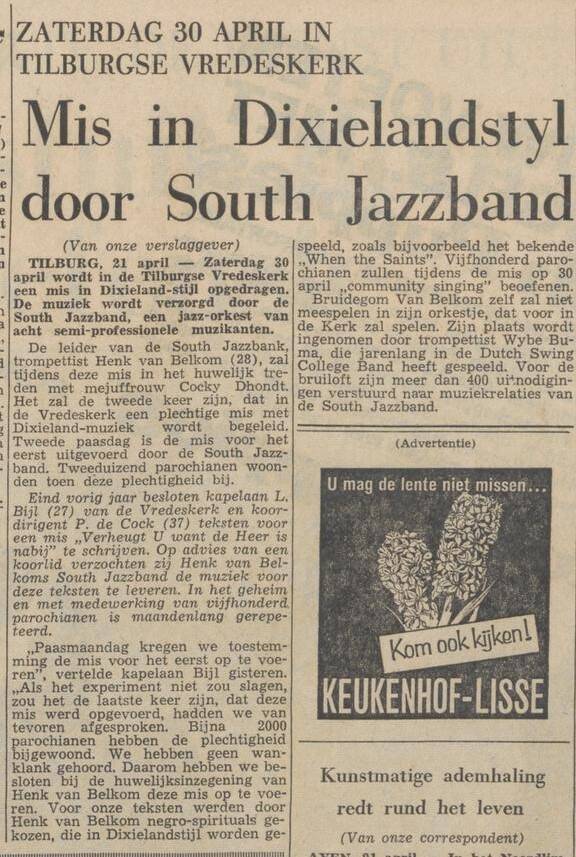 ZATERDAG 30 APRIL IN
TILBURGSE VREDESKERK
Mis in Dixielandstyl
door South Jazzband
(Van onze verslaggever)
TILBURG, 21 april — Zaterdag 30
april wordt in de Tilburgse Vredeskerk
een mis in Dixieland-stijl opgedragen.
De muziek wordt verzorgd door de
South Jazzband, een jazz-orkest van
acht semi-professionele muzikanten.
De leider van de South Jazzbank,
trompettist Henk van Belkom (28), zal
tijdens deze mis in het huwelijk tre-
den met mejuffrouw Cocky Dhondt.
Het zal de tweede keer zijn, dat in
de Vredeskerk een plechtige mis met
Dixieland-muziek wordt begeleid.
Tweede paasdag is de mis voor het
eerst uitgevoerd door de South Jazz-
band. Tweeduizend parochianen woon-
den toen deze plechtigheid bij.
Eind vorig jaar besloten kapelaan L.
Bijl (27) van de Vredeskerk en koor-
dirigent P. de Cock (37) teksten voor
een mis „Verheugt U want de Heer is
nabij” te schrijven. Op advies van een
koorlid verzochten zij Henk van Bel-
koms South Jazzband de muziek voor
deze teksten te leveren. In het geheim
en met medewerking van vijfhonderd
parochianen is maandenlang gerepe-
teerd.
„Paasmaandag kregen we toestem-
ming de mis voor het eerst op te voe-
ren”, vertelde kapelaan Bijl gisteren.
„Als het experiment niet zou slagen,
zou het de laatste keer zijn, dat deze
mis werd opgevoerd, hadden we van
tevoren afgesproken. Bijna 2000
parochianen hebben de plechtigheid
bijgewoond. We hebben geen wan-
klank gehoord. Daarom hebben we be-
sloten bij de huwelijksinzegening van
Henk van Belkom deze mis op te voe-
ren. Voor onze teksten werden door
Henk van Belkom negro-spirituals ge-
kozen, die in Dixielandstijl worden ge-
speeld, zoals bijvoorbeeld het bekende
„When the Saints”. Vijfhonderd paro-
chianen zullen tijdens de mis op 30
april „community singing” beoefenen.
Bruidegom Van Belkom zelf zal niet
meespelen in zijn orkestje, dat voor in
de Kerk zal spelen. Zijn plaats wordt
ingenomen door trompettist Wybe Bu-
ma, die jarenlang in de Dutch Swing
College Band heeft gespeeld. Voor de
bruiloft zijn meer dan 400 uitnodigin-
gen verstuurd naar muziekrelaties van
de South Jazzband.
(Advertentie)
U mag de lente niet missen...
Kom ook kijken!
KEUKENHOF-LISSE
Kunstmatige ademhaling
redt rund het leven
(Van onze correspondent)